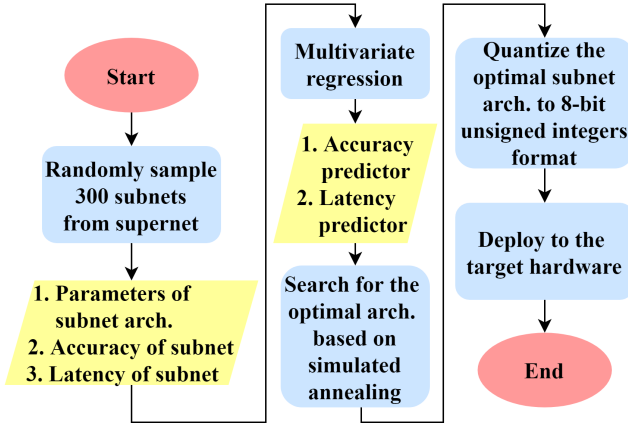 Start
Randomly sample
300 subnets
from supernet
1. Parameters of
subnet arch.
2. Accuracy of subnet
3. Latency of subnet
Multivariate
regression
1. Accuracy
predictor
2. Latency
predictor
Search for the
optimal arch.
based on
simulated
annealing
Quantize the
optimal subnet
arch. to 8-bit
unsigned integers
format
Deploy to the
target hardware
End